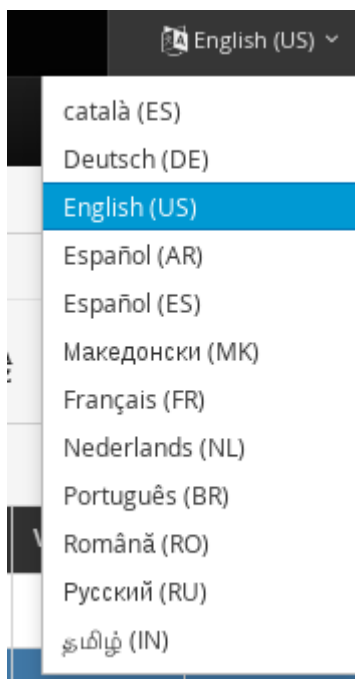 English (US)
català (ES)
Deutsch (DE)
English (US)
Español (AR)
Español (ES)
Македонски (MK)
Français (FR)
Nederlands (NL)
Português (BR)
Română (RO)
Русский (RU)
தமிழ் (IN)